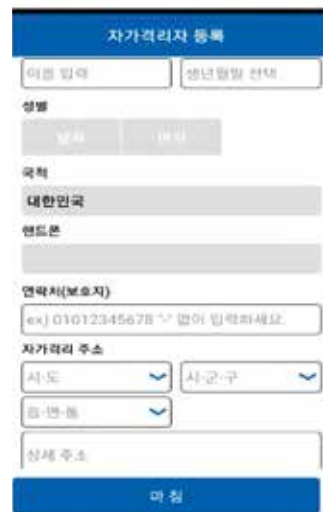 자가격리자 등록
이름 입력 생년월일 선택
성별
남자 여자
국적
대한민국
핸드폰
연락처(보호자)
ex) 01012345678 "-" 없이 입력하세요.
자가격리 주소
시·도 시·군·구
읍·면·동
상세 주소
마침